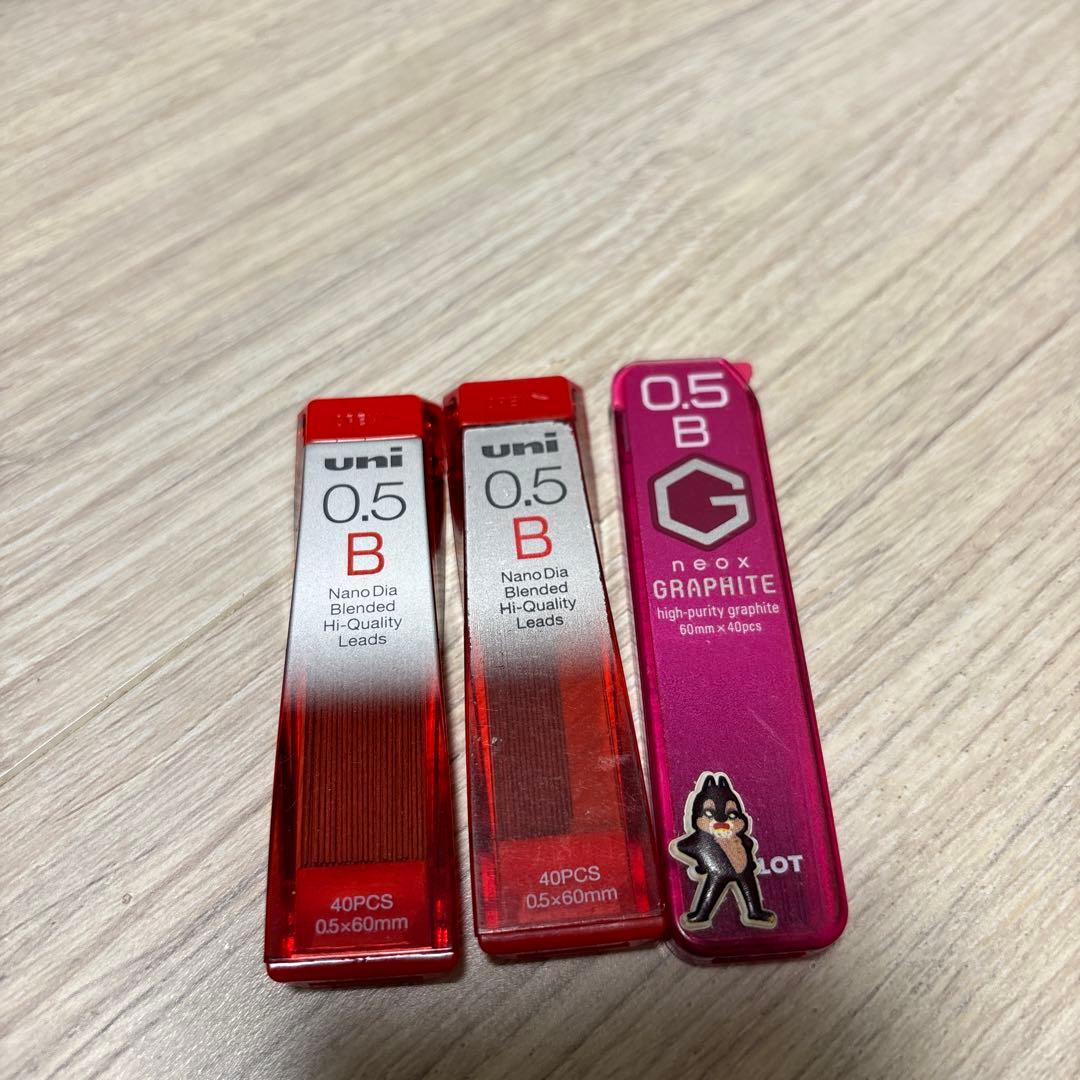 uni
0.5
B
Nano Dia
Blended
Hi-Quality
Leads
40PCS
0.5×60mm
uni
0.5
B
Nano Dia
Blended
Hi-Quality
Leads
40PCS
0.5×60mm
0.5
B
G
neox
GRAPHITE
high-purity graphite
60mm×40pcs
LOT